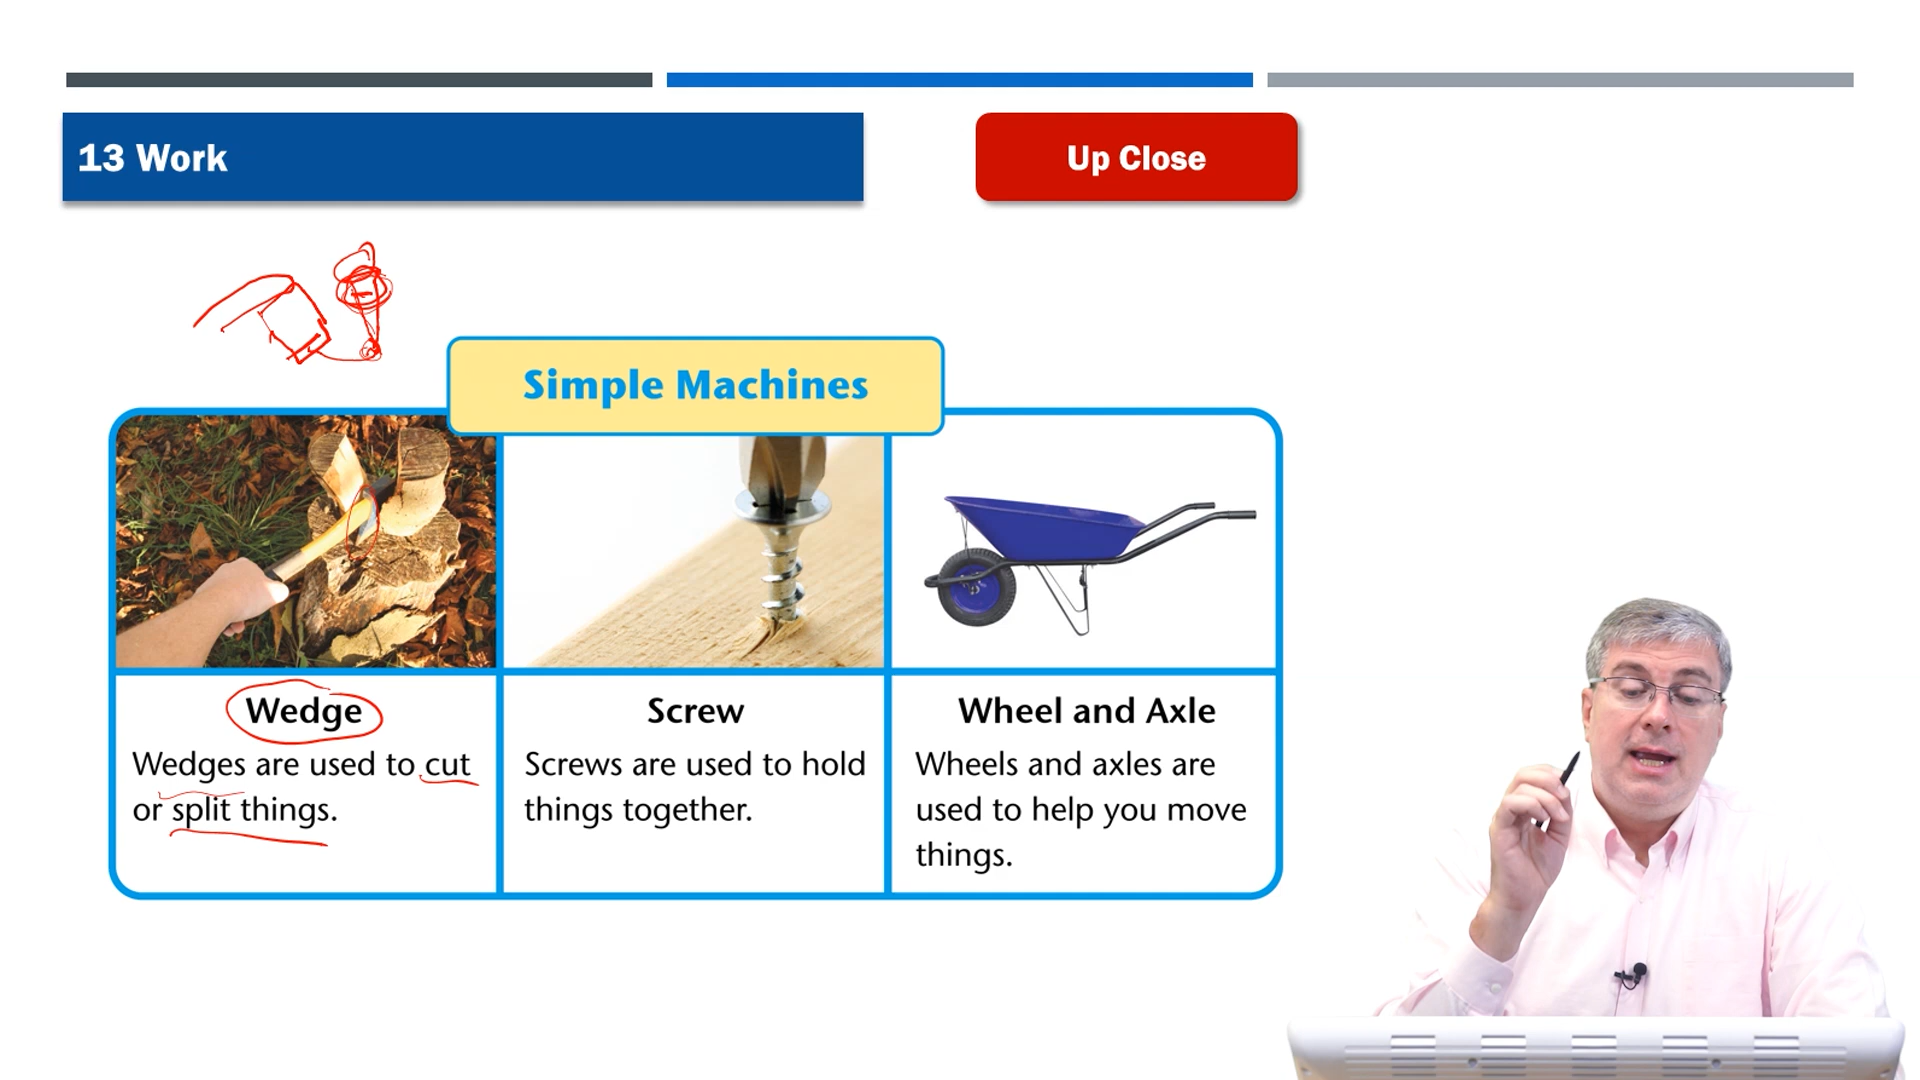 13 Work
Up Close
Simple Machines
Wedge
Wedges are used to cut
or split things.
Screw
Screws are used to hold
things together.
Wheel and Axle
Wheels and axles are
used to help you move
things.